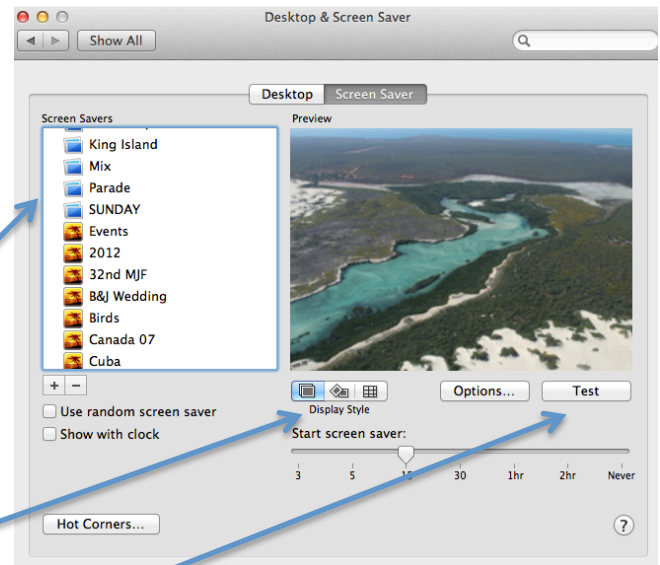 Desktop & Screen Saver
Show All
Desktop Screen Saver
Screen Savers
Preview
King Island
Mix
Parade
SUNDAY
Events
2012
32nd MJF
B&J Wedding
Birds
Canada 07
Cuba
+ −
Options...
Test
Display Style
Use random screen saver
Show with clock
Start screen saver:
3 5 15 30 1hr 2hr Never
Hot Corners...
?